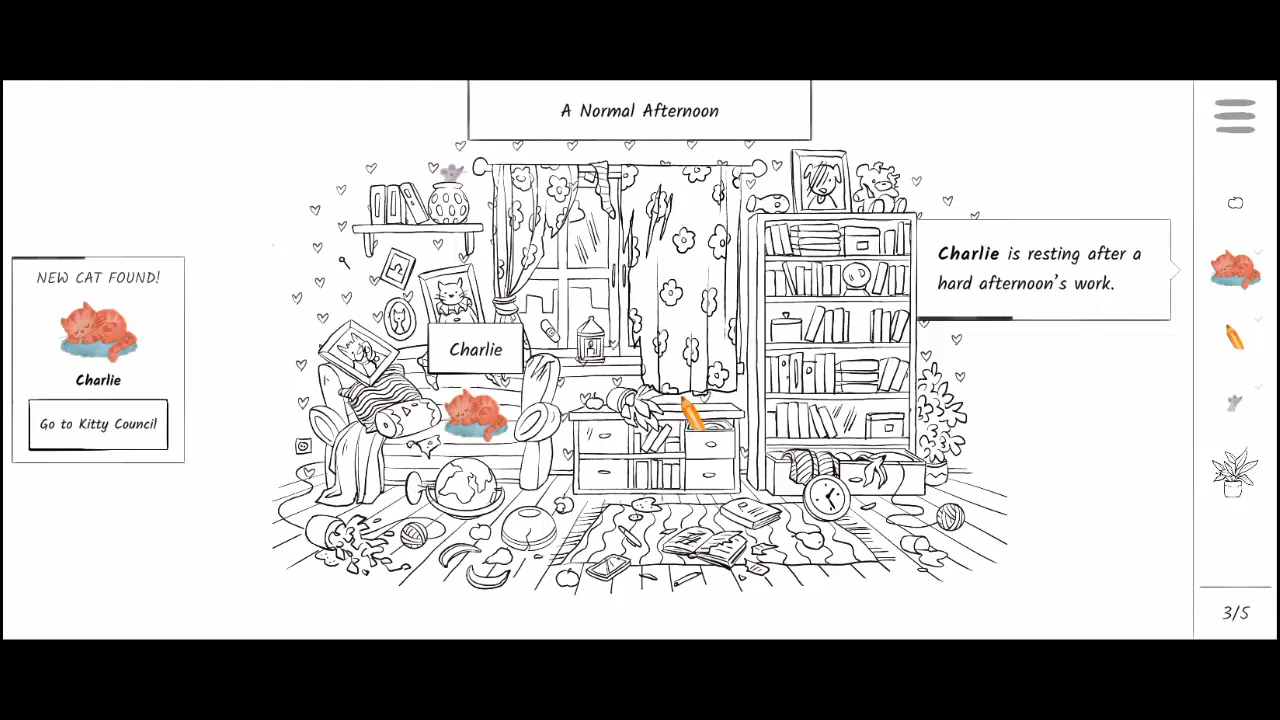 A Normal Afternoon
NEW CAT FOUND!
Charlie
Go to Kitty Council
Charlie
Charlie is resting after a
hard afternoon's work.
3/5